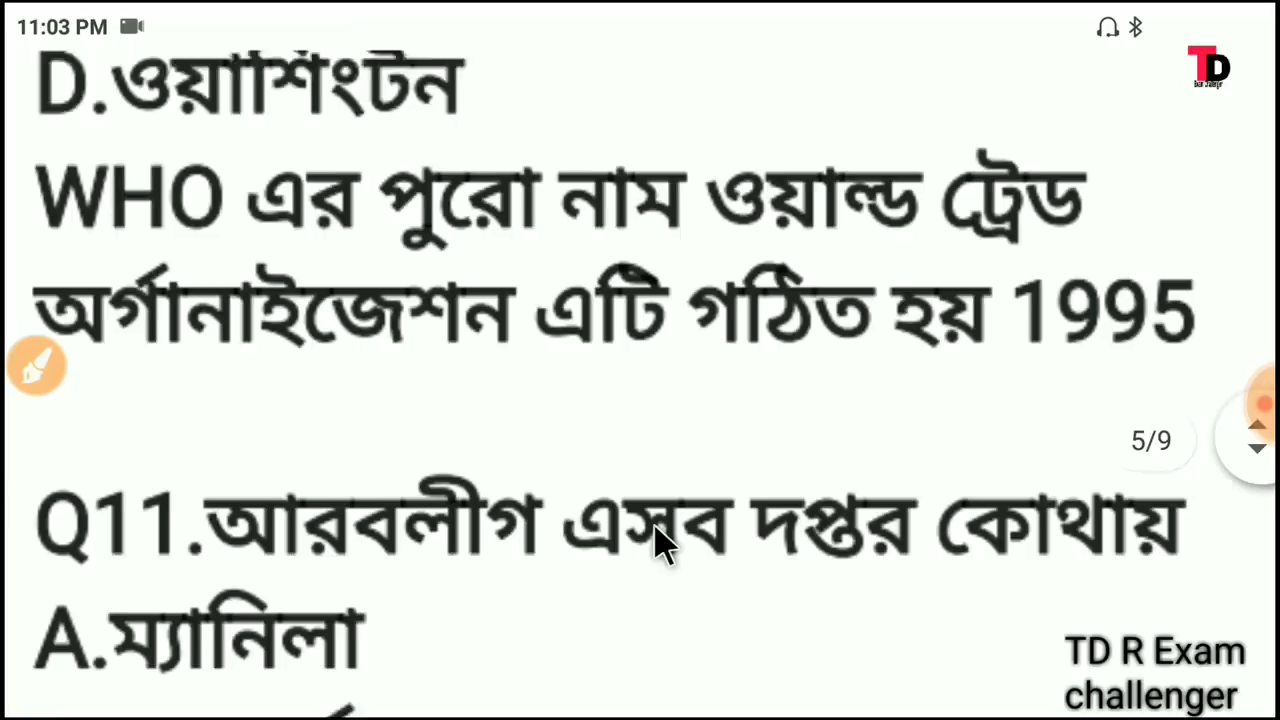 11:03 PM
TD
D.ওয়াশিংটন
WHO এর পুরো নাম ওয়াল্ড ট্রেড
অর্গানাইজেশন এটি গঠিত হয় 1995
5/9
Q11.আরবলীগ এসব দপ্তর কোথায়
A.ম্যানিলা
TD R Exam
challenger